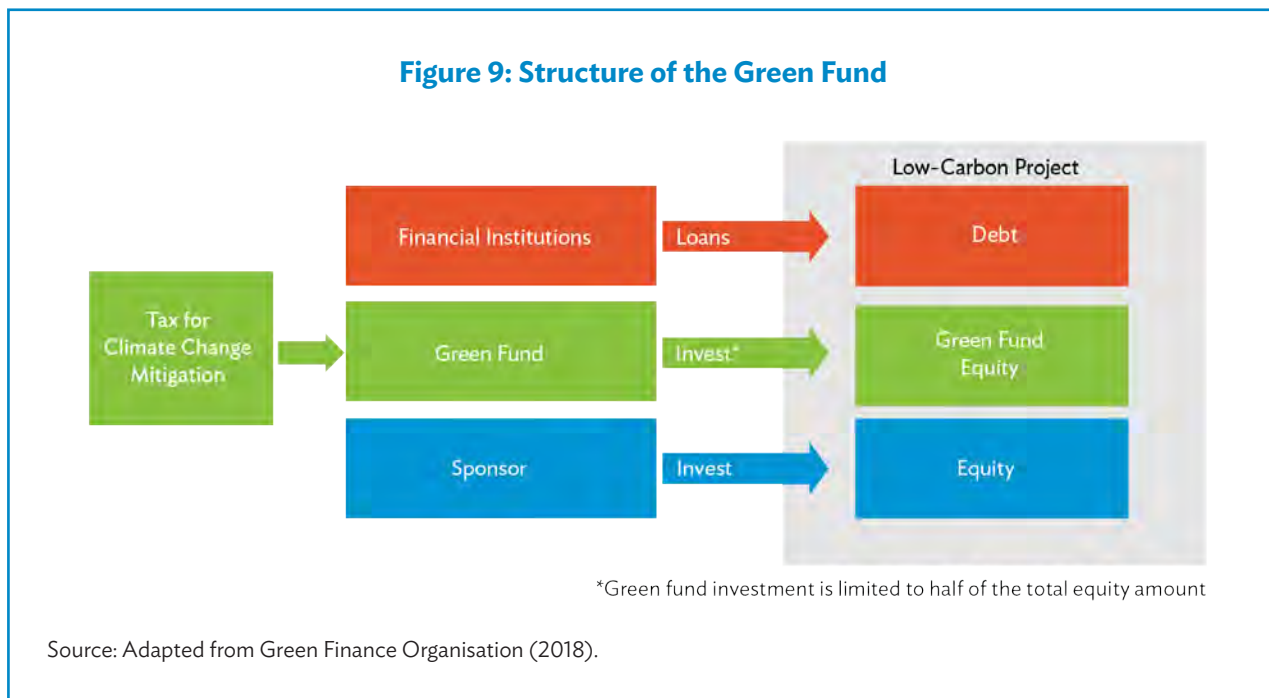 Figure 9: Structure of the Green Fund
Low-Carbon Project
Financial Institutions
Loans
Debt
Tax for
Climate Change
Mitigation
Green Fund
Invest*
Green Fund
Equity
Sponsor
Invest
Equity
*Green fund investment is limited to half of the total equity amount
Source: Adapted from Green Finance Organisation (2018).